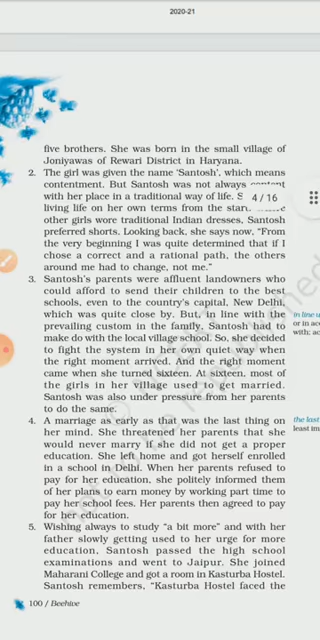 2020-21
five brothers. She was born in the small village of
Joniyawas of Rewari District in Haryana.
2. The girl was given the name ‘Santosh’, which means
contentment. But Santosh was not always content
with her place in a traditional way of life. S
4 / 16
living life on her own terms from the start.
other girls wore traditional Indian dresses, Santosh
preferred shorts. Looking back, she says now, “From
the very beginning I was quite determined that if I
chose a correct and a rational path, the others
around me had to change, not me.”
3. Santosh’s parents were affluent landowners who
could afford to send their children to the best
schools, even to the country’s capital, New Delhi,
which was quite close by. But, in line with the
prevailing custom in the family, Santosh had to
make do with the local village school. So, she decided
to fight the system in her own quiet way when
the right moment arrived. And the right moment
came when she turned sixteen. At sixteen, most of
the girls in her village used to get married.
Santosh was also under pressure from her parents
to do the same.
in line
or in
with;
4. A marriage as early as that was the last thing on
her mind. She threatened her parents that she
would never marry if she did not get a proper
education. She left home and got herself enrolled
in a school in Delhi. When her parents refused to
pay for her education, she politely informed them
of her plans to earn money by working part time to
pay her school fees. Her parents then agreed to pay
for her education.
the last
least
5. Wishing always to study “a bit more” and with her
father slowly getting used to her urge for more
education, Santosh passed the high school
examinations and went to Jaipur. She joined
Maharani College and got a room in Kasturba Hostel.
Santosh remembers, “Kasturba Hostel faced the
100 / Beehive